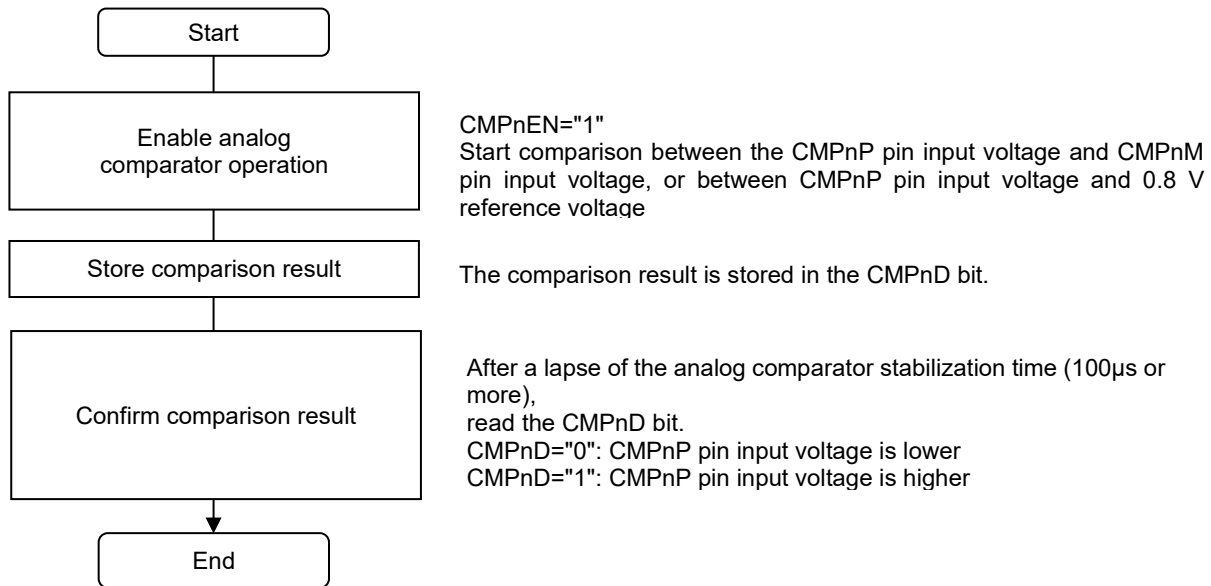 Start
Enable analog
comparator operation
CMPnEN="1"
Start comparison between the CMPnP pin input voltage and CMPnM
pin input voltage, or between CMPnP pin input voltage and 0.8 V
reference voltage
Store comparison result
The comparison result is stored in the CMPnD bit.
Confirm comparison result
After a lapse of the analog comparator stabilization time (100µs or
more),
read the CMPnD bit.
CMPnD="0": CMPnP pin input voltage is lower
CMPnD="1": CMPnP pin input voltage is higher
End